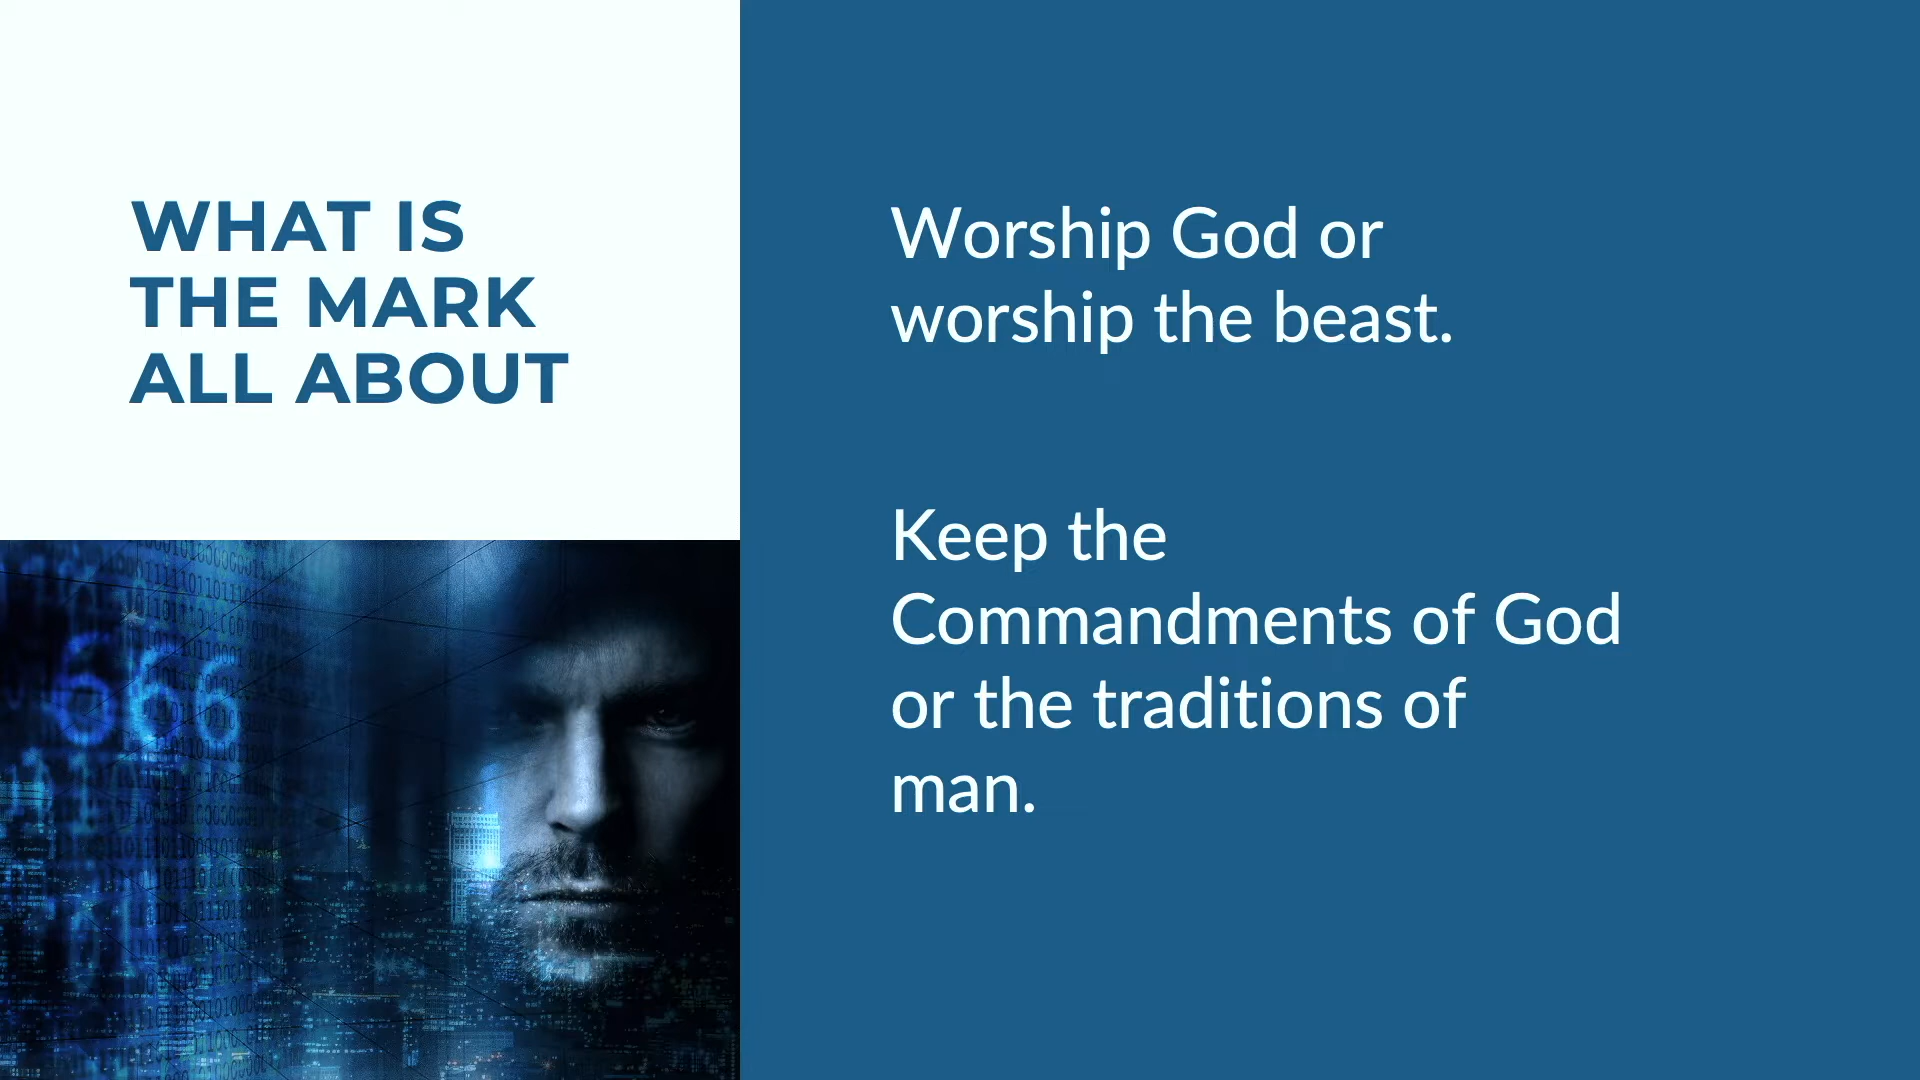 WHAT IS
THE MARK
ALL ABOUT
Worship God or
worship the beast.
Keep the
Commandments of God
or the traditions of
man.
666